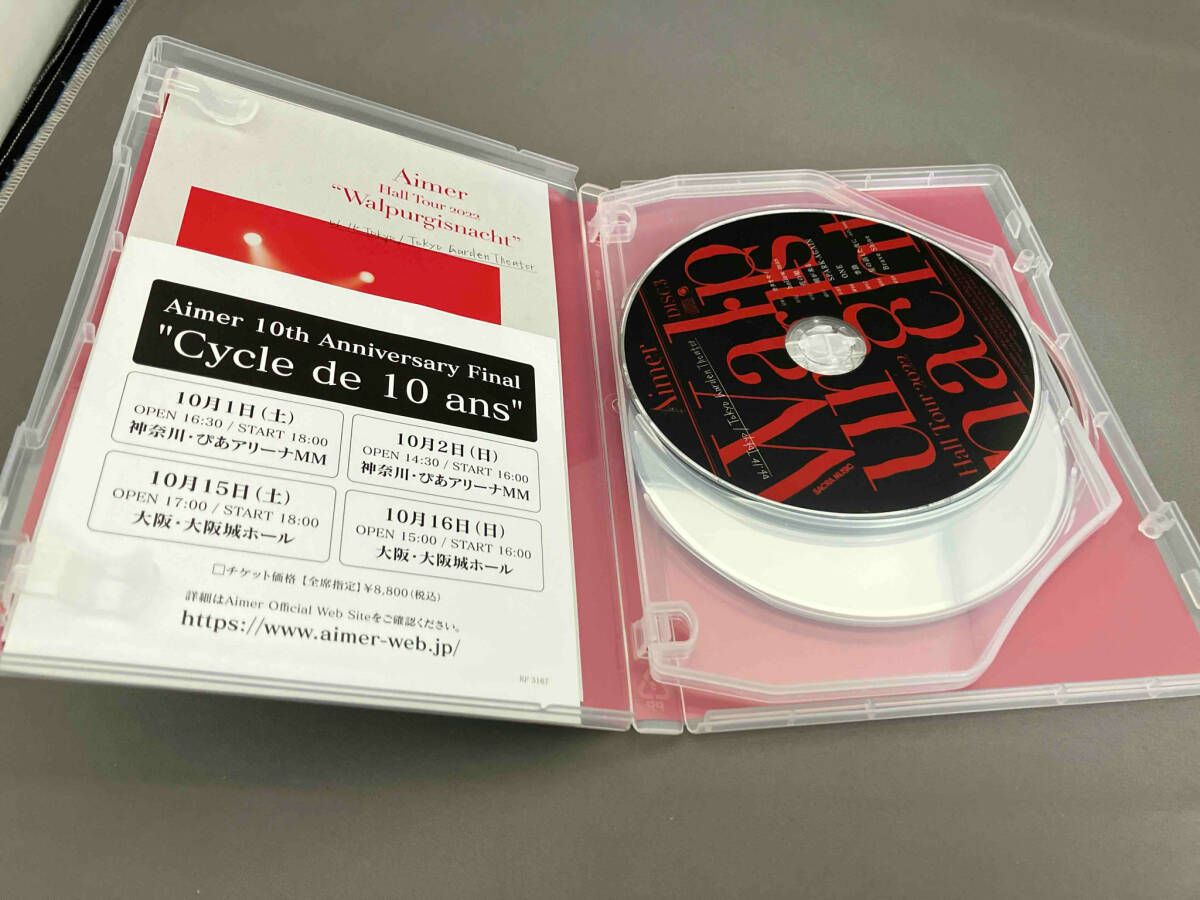 Aimer
Hall Tour 2022
"Walpurgisnacht"
Live at Tokyo / Tokyo Garden Theater
Aimer 10th Anniversary Final
"Cycle de 10 ans"
10月1日(土)
OPEN 16:30 / START 18:00
神奈川・ぴあアリーナMM
10月2日(日)
OPEN 14:30 / START 16:00
神奈川・ぴあアリーナMM
10月15日(土)
OPEN 17:00 / START 18:00
大阪・大阪城ホール
10月16日(日)
OPEN 15:00 / START 16:00
大阪・大阪城ホール
□チケット価格【全席指定】¥8,800(税込)
詳細はAimer Official Web Siteをご確認ください。
https://www.aimer-web.jp/
RF 3167
Aimer
Hall Tour 2022
Walpurgisnacht
DISC3
SPARK-AGAIN
ONE
Brave Shine
SACRA MUSIC